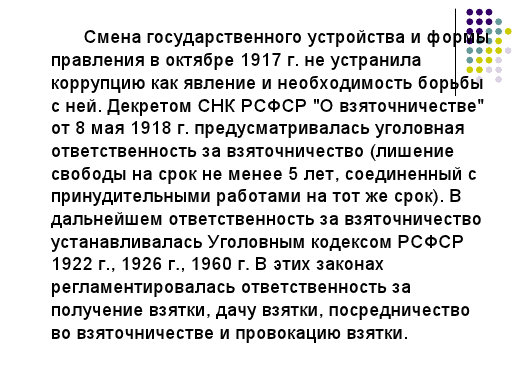 Смена государственного устройства и формы
правления в октябре 1917 г. не устранила
коррупцию как явление и необходимость борьбы
с ней. Декретом СНК РСФСР "О взяточничестве"
от 8 мая 1918 г. предусматривалась уголовная
ответственность за взяточничество (лишение
свободы на срок не менее 5 лет, соединенный с
принудительными работами на тот же срок). В
дальнейшем ответственность за взяточничество
устанавливалась Уголовным кодексом РСФСР
1922 г., 1926 г., 1960 г. В этих законах
регламентировалась ответственность за
получение взятки, дачу взятки, посредничество
во взяточничестве и провокацию взятки.